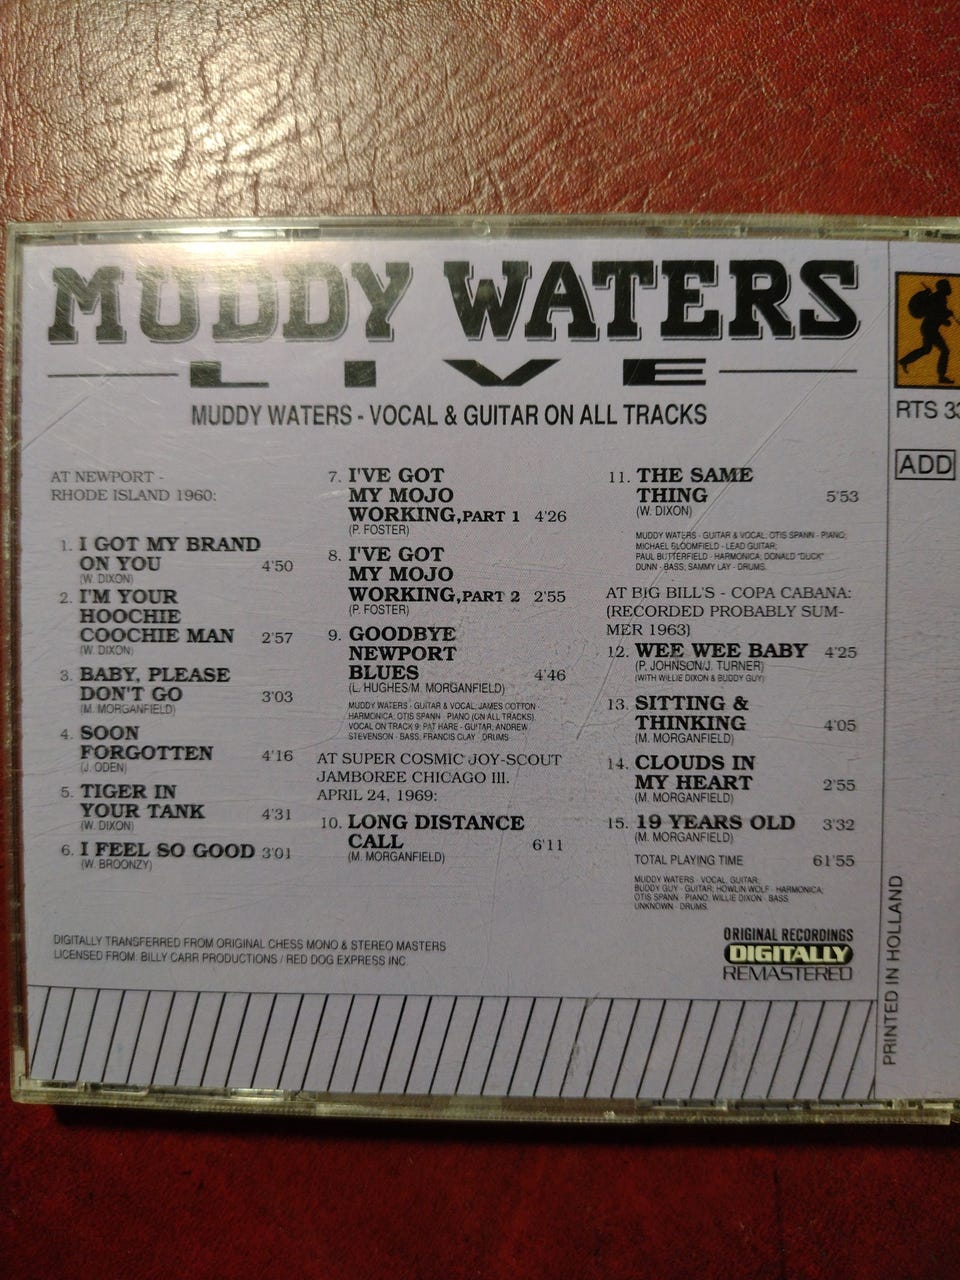 MUDDY WATERS
LIVE
MUDDY WATERS - VOCAL & GUITAR ON ALL TRACKS
AT NEWPORT -
RHODE ISLAND 1960:
1. I GOT MY BRAND
ON YOU 4'50
(W. DIXON)
2. I'M YOUR
HOOCHIE
COOCHIE MAN 2'57
(W. DIXON)
3. BABY, PLEASE
DON'T GO 3'03
(M. MORGANFIELD)
4. SOON
FORGOTTEN 4'16
(J. ODEN)
5. TIGER IN
YOUR TANK 4'31
(W. DIXON)
6. I FEEL SO GOOD 3'01
(W. BROONZY)
7. I'VE GOT
MY MOJO
WORKING, PART 1 4'26
(P. FOSTER)
8. I'VE GOT
MY MOJO
WORKING, PART 2 2'55
(P. FOSTER)
9. GOODBYE
NEWPORT
BLUES 4'46
(L. HUGHES/M. MORGANFIELD)
MUDDY WATERS - GUITAR & VOCAL; JAMES COTTON -
HARMONICA; OTIS SPANN - PIANO (ON ALL TRACKS),
VOCAL ON TRACK 9; PAT HARE - GUITAR; ANDREW
STEVENSON - BASS; FRANCIS CLAY - DRUMS
AT SUPER COSMIC JOY-SCOUT
JAMBOREE CHICAGO Ill.
APRIL 24, 1969:
10. LONG DISTANCE
CALL 6'11
(M. MORGANFIELD)
11. THE SAME
THING 5'53
(W. DIXON)
MUDDY WATERS - GUITAR & VOCAL; OTIS SPANN - PIANO;
MICHAEL BLOOMFIELD - LEAD GUITAR;
PAUL BUTTERFIELD - HARMONICA; DONALD "DUCK"
DUNN - BASS; SAMMY LAY - DRUMS.
AT BIG BILL'S - COPA CABANA:
(RECORDED PROBABLY SUM-
MER 1963)
12. WEE WEE BABY 4'25
(P. JOHNSON/J. TURNER)
(WITH WILLIE DIXON & BUDDY GUY)
13. SITTING &
THINKING 4'05
(M. MORGANFIELD)
14. CLOUDS IN
MY HEART 2'55
(M. MORGANFIELD)
15. 19 YEARS OLD 3'32
(M. MORGANFIELD)
TOTAL PLAYING TIME 61'55
MUDDY WATERS - VOCAL, GUITAR;
BUDDY GUY - GUITAR; HOWLIN WOLF - HARMONICA;
OTIS SPANN - PIANO; WILLIE DIXON - BASS
UNKNOWN - DRUMS.
DIGITALLY TRANSFERRED FROM ORIGINAL CHESS MONO & STEREO MASTERS
LICENSED FROM: BILLY CARR PRODUCTIONS / RED DOG EXPRESS INC.
ORIGINAL RECORDINGS
DIGITALLY
REMASTERED
RTS 33
ADD
PRINTED IN HOLLAND